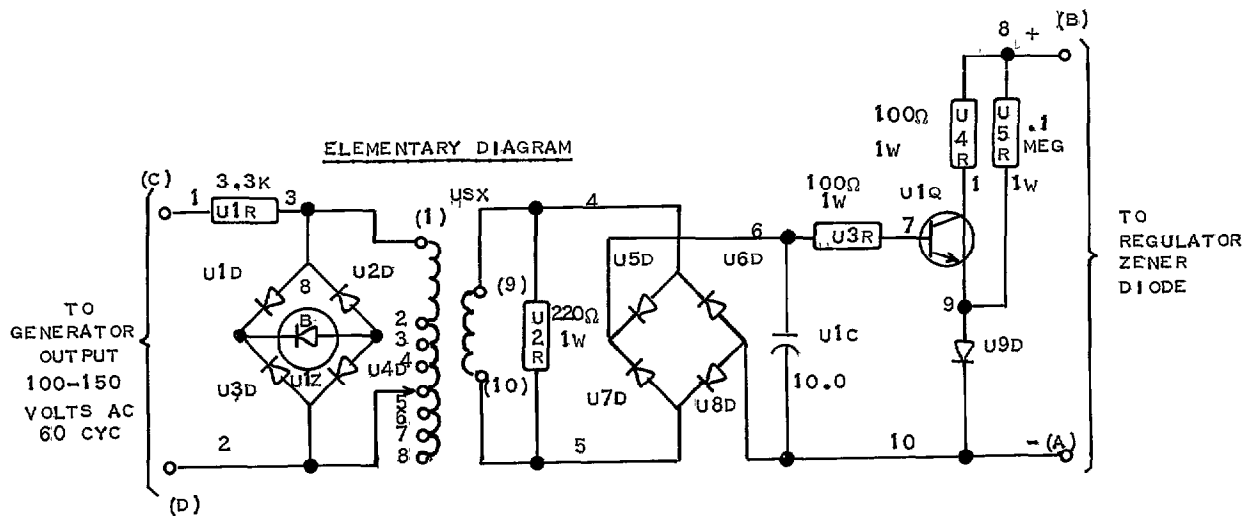 ELEMENTARY DIAGRAM
TO
GENERATOR
OUTPUT
100-150
VOLTS AC
60 CYC
(C)
1
3.3K
U1R
3
U1D
U2D
8
B
U1Z
U3D
U4D
2
(D)
(1)
2
3
4
5
6
7
8
USX
(9)
(10)
4
U2R
220Ω
1W
5
U5D
U6D
U7D
U8D
6
100Ω
1W
U3R
7
U1C
10.0
U1Q
100Ω
1W
U4R
1
8
+
(B)
U5R
.1
MEG
1W
9
U9D
10
-(A)
TO
REGULATOR
ZENER
DIODE